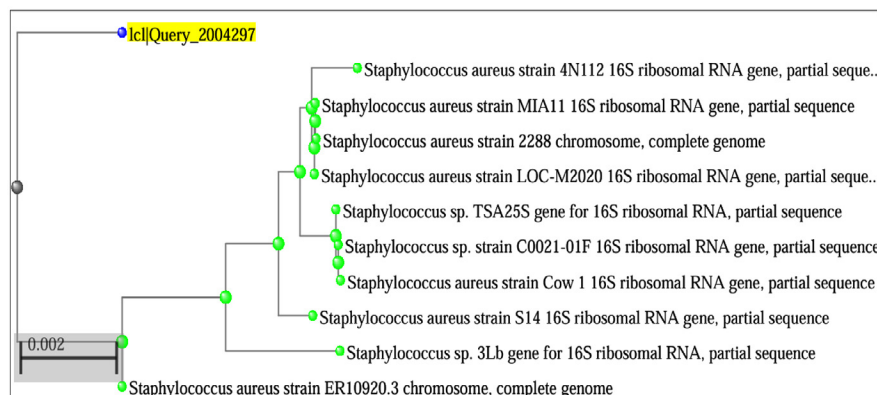 lcl|Query_2004297
Staphylococcus aureus strain 4N112 16S ribosomal RNA gene, partial seque...
Staphylococcus aureus strain MIA11 16S ribosomal RNA gene, partial sequence
Staphylococcus aureus strain 2288 chromosome, complete genome
Staphylococcus aureus strain LOC-M2020 16S ribosomal RNA gene, partial seque...
Staphylococcus sp. TSA25S gene for 16S ribosomal RNA, partial sequence
Staphylococcus sp. strain C0021-01F 16S ribosomal RNA gene, partial sequence
Staphylococcus aureus strain Cow 1 16S ribosomal RNA gene, partial sequence
Staphylococcus aureus strain S14 16S ribosomal RNA gene, partial sequence
0.002
Staphylococcus sp. 3Lb gene for 16S ribosomal RNA, partial sequence
Staphylococcus aureus strain ER10920.3 chromosome, complete genome